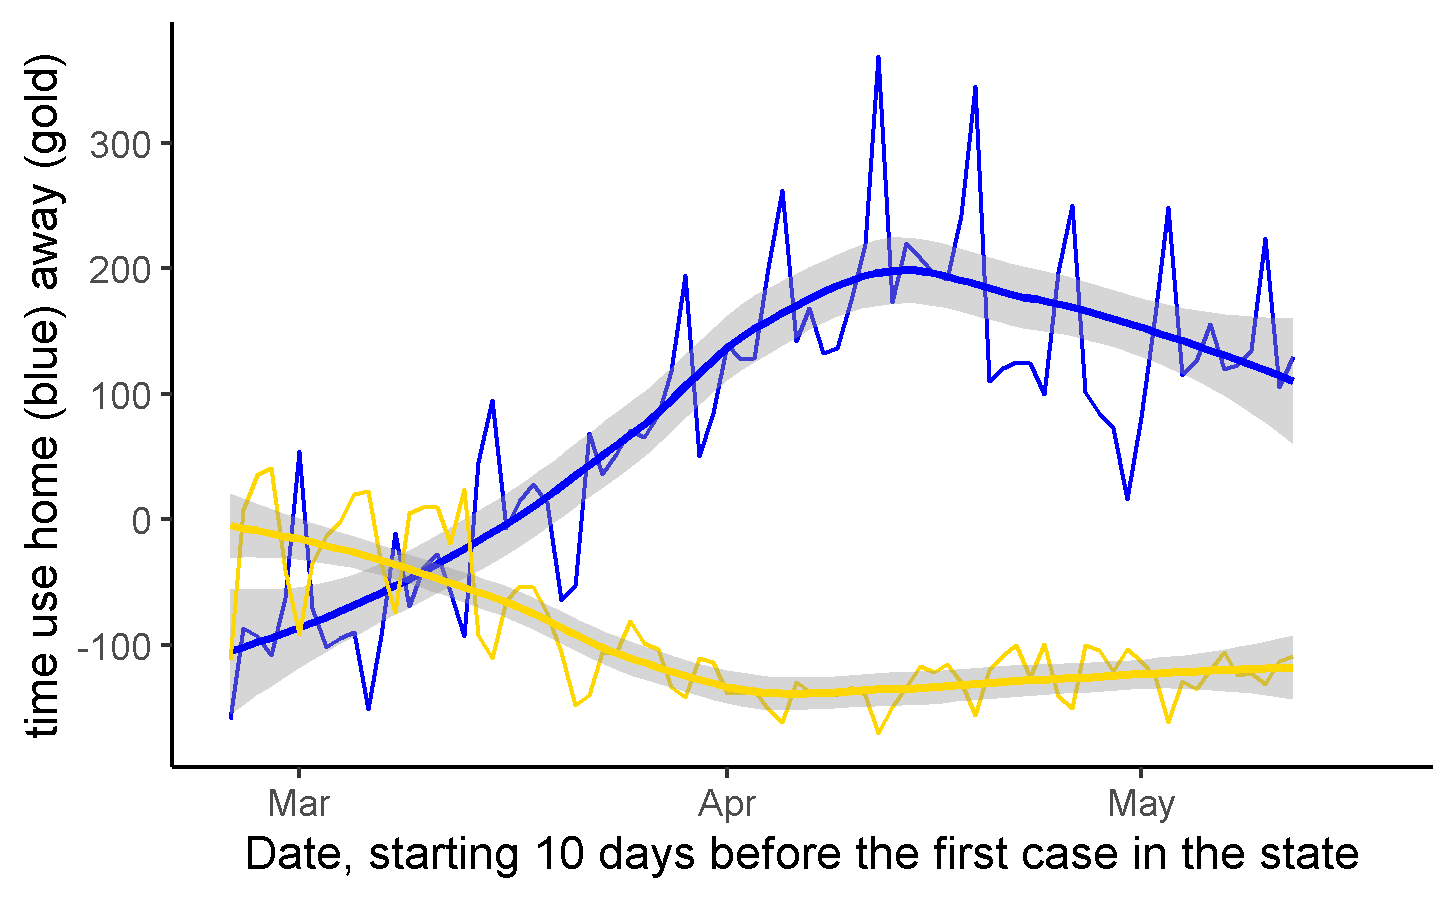 time use home (blue) away (gold)
300
200
100
0
-100
Mar Apr May
Date, starting 10 days before the first case in the state